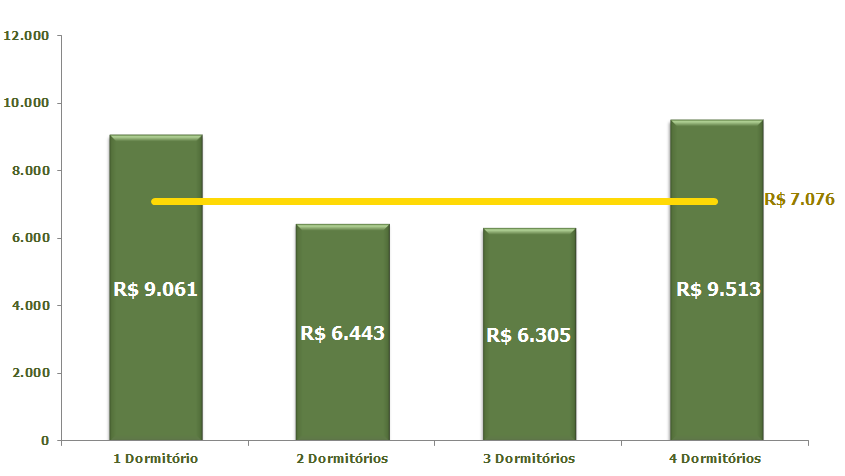 12.000
10.000
8.000
R$ 7.076
6.000
R$ 9.061
R$ 9.513
4.000
R$ 6.443
R$ 6.305
2.000
0
1 Dormitório
2 Dormitórios
3 Dormitórios
4 Dormitórios